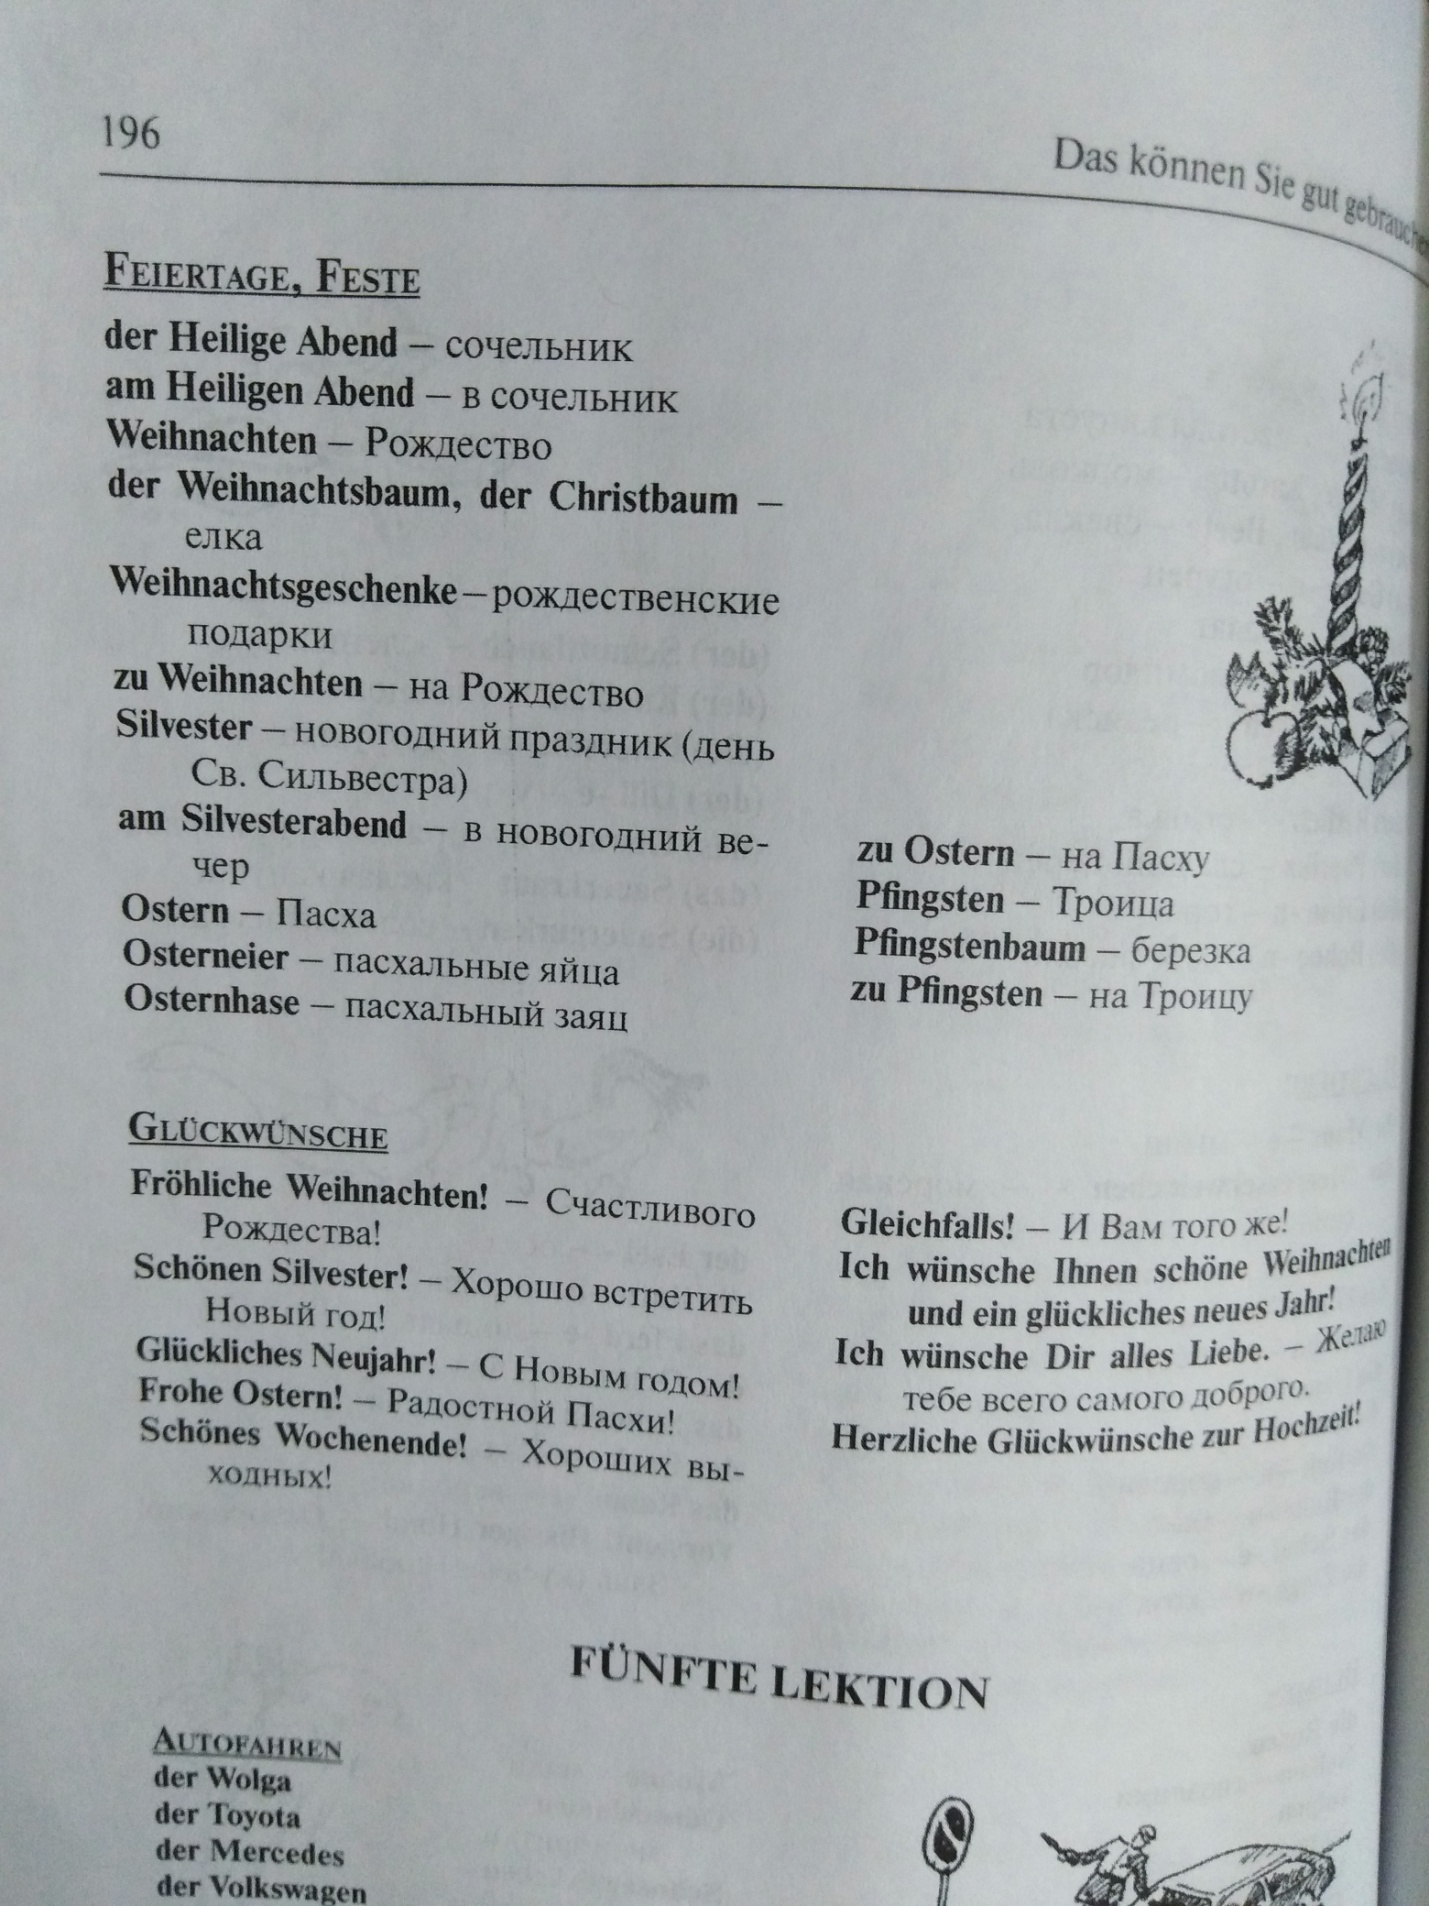 196
Das können Sie gut
FEIERTAGE, FESTE
der Heilige Abend – сочельник
am Heiligen Abend – в сочельник
Weihnachten – Рождество
der Weihnachtsbaum, der Christbaum –
елка
Weihnachtsgeschenke – рождественские
подарки
zu Weihnachten – на Рождество
Silvester – новогодний праздник (день
Св. Сильвестра)
am Silvesterabend – в новогодний ве-
чер
Ostern – Пасха
Osterneier – пасхальные яйца
Osternhase – пасхальный заяц
zu Ostern – на Пасху
Pfingsten – Троица
Pfingstenbaum – березка
zu Pfingsten – на Троицу
GLÜCKWÜNSCHE
Fröhliche Weihnachten! – Счастливого
Рождества!
Schönen Silvester! – Хорошо встретить
Новый год!
Glückliches Neujahr! – С Новым годом!
Frohe Ostern! – Радостной Пасхи!
Schönes Wochenende! – Хороших вы-
ходных!
Gleichfalls! – И Вам того же!
Ich wünsche Ihnen schöne Weihnachten
und ein glückliches neues Jahr!
Ich wünsche Dir alles Liebe. – Желаю
тебе всего самого доброго.
Herzliche Glückwünsche zur Hochzeit!
FÜNFTE LEKTION
AUTOFAHREN
der Wolga
der Toyota
der Mercedes
der Volkswagen